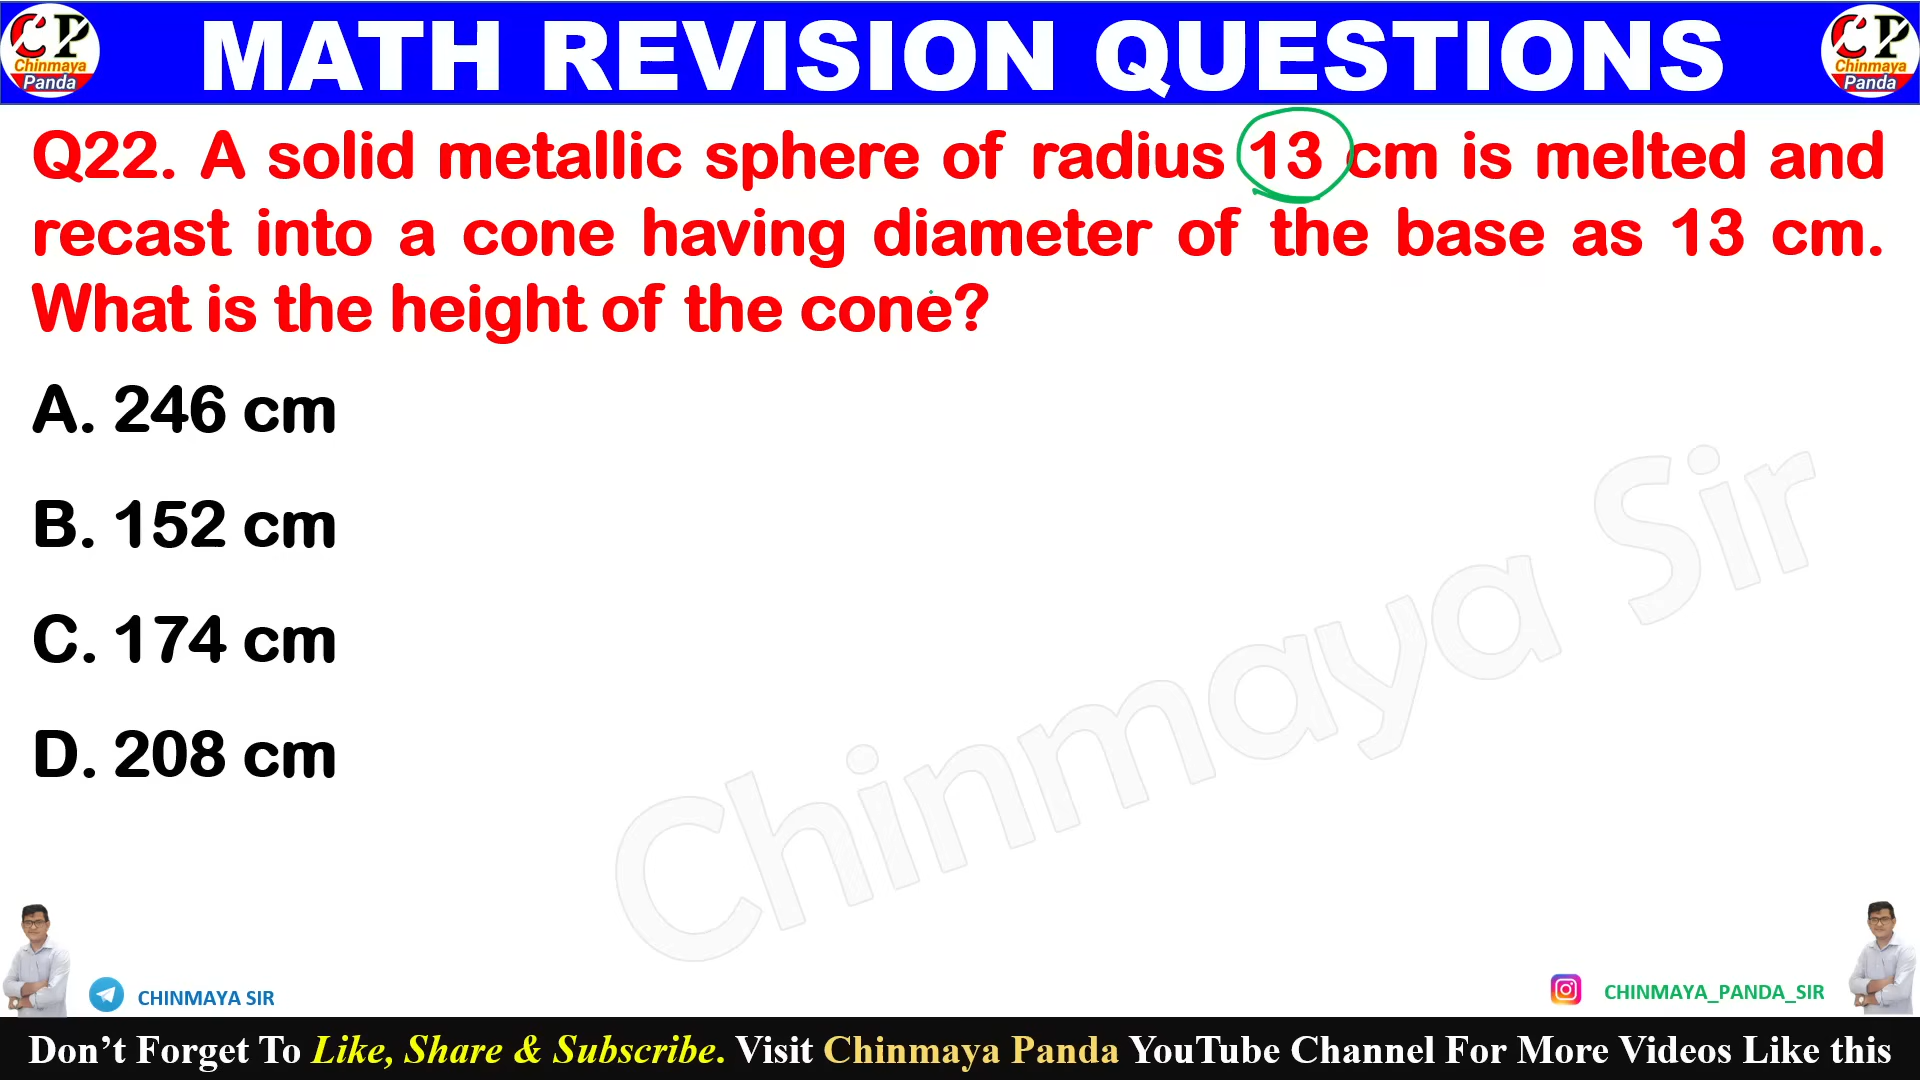 CP
Chinmaya
Panda
MATH REVISION QUESTIONS
CP
Chinmaya
Panda
Q22. A solid metallic sphere of radius 13 cm is melted and
recast into a cone having diameter of the base as 13 cm.
What is the height of the cone?
A. 246 cm
B. 152 cm
C. 174 cm
D. 208 cm
Chinmaya Sir
CHINMAYA SIR
CHINMAYA_PANDA_SIR
Don’t Forget To Like, Share & Subscribe. Visit Chinmaya Panda YouTube Channel For More Videos Like this